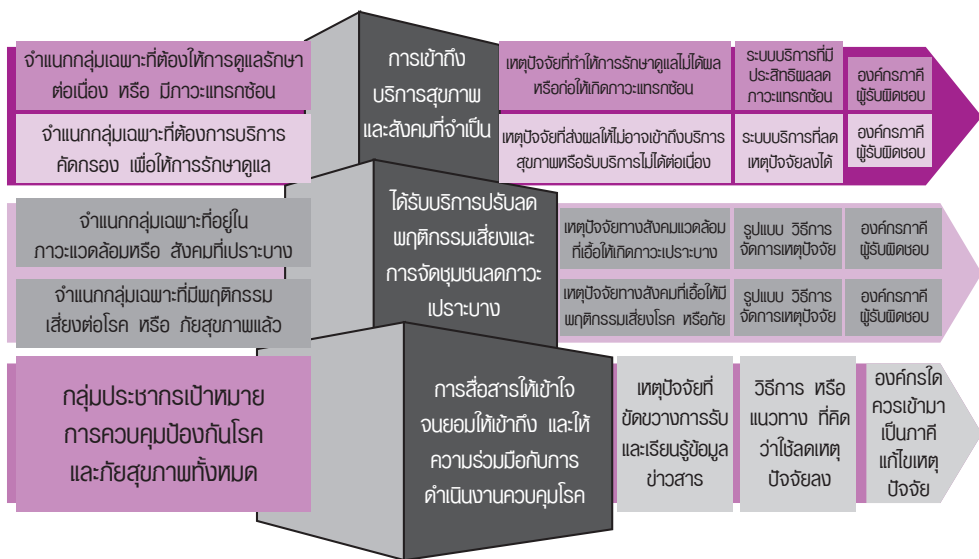 จำแนกกลุ่มเฉพาะที่ต้องให้การดูแลรักษา
ต่อเนื่อง หรือ มีภาวะแทรกซ้อน
จำแนกกลุ่มเฉพาะที่ต้องการบริการ
คัดกรอง เพื่อให้การรักษาดูแล
การเข้าถึง
บริการสุขภาพ
และสังคมที่จำเป็น
เหตุปัจจัยที่ทำให้การรักษาดูแลไม่ได้ผล
หรือก่อให้เกิดภาวะแทรกซ้อน
ระบบบริการที่มี
ประสิทธิผลลด
ภาวะแทรกซ้อน
องค์กรภาคี
ผู้รับผิดชอบ
เหตุปัจจัยที่ส่งผลให้ไม่อาจเข้าถึงบริการ
สุขภาพหรือรับบริการไม่ได้ต่อเนื่อง
ระบบบริการที่ลด
เหตุปัจจัยลงได้
องค์กรภาคี
ผู้รับผิดชอบ
จำแนกกลุ่มเฉพาะที่อยู่ใน
ภาวะแวดล้อมหรือ สังคมที่เปราะบาง
จำแนกกลุ่มเฉพาะที่มีพฤติกรรม
เสี่ยงต่อโรค หรือ ภัยสุขภาพแล้ว
ได้รับบริการปรับลด
พฤติกรรมเสี่ยงและ
การจัดชุมชนลดภาวะ
เปราะบาง
เหตุปัจจัยทางสังคมแวดล้อม
ที่เอื้อให้เกิดภาวะเปราะบาง
รูปแบบ วิธีการ
จัดการเหตุปัจจัย
องค์กรภาคี
ผู้รับผิดชอบ
เหตุปัจจัยทางสังคมที่เอื้อให้มี
พฤติกรรมเสี่ยงโรค หรือภัย
รูปแบบ วิธีการ
จัดการเหตุปัจจัย
องค์กรภาคี
ผู้รับผิดชอบ
กลุ่มประชากรเป้าหมาย
การควบคุมป้องกันโรค
และภัยสุขภาพทั้งหมด
การสื่อสารให้เข้าใจ
จนยอมให้เข้าถึง และให้
ความร่วมมือกับการ
ดำเนินงานควบคุมโรค
เหตุปัจจัยที่
ขัดขวางการรับ
และเรียนรู้ข้อมูล
ข่าวสาร
วิธีการ หรือ
แนวทาง ที่คิด
ว่าใช้ลดเหตุ
ปัจจัยลง
องค์กรใด
ควรเข้ามา
เป็นภาคี
แก้ไขเหตุ
ปัจจัย